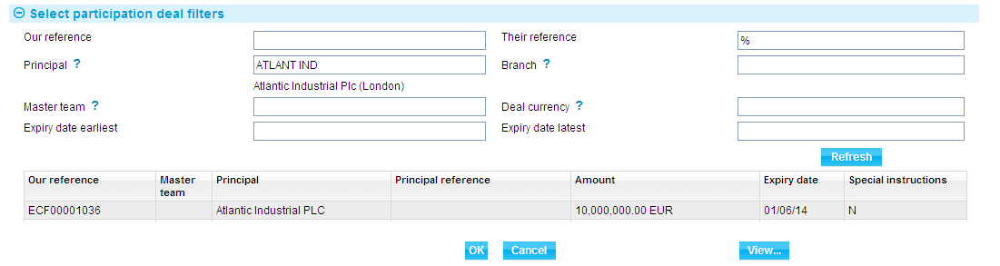 Select participation deal filters
Our reference Their reference %
Principal ? ATLANT IND Branch ?
Atlantic Industrial Plc (London)
Master team ? Deal currency ?
Expiry date earliest Expiry date latest
Refresh
Our reference Master team Principal Principal reference Amount Expiry date Special instructions
ECF00001036 Atlantic Industrial PLC 10,000,000.00 EUR 01/06/14 N
OK Cancel View...